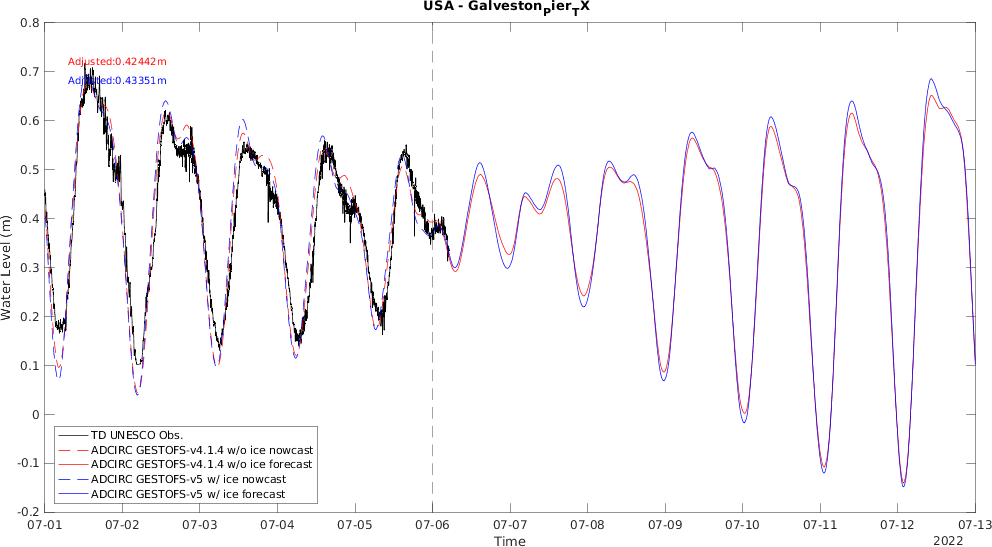 USA - GalvestonPierTX
0.8
0.7
0.6
0.5
0.4
0.3
0.2
0.1
0
-0.1
-0.2
Water Level (m)
Adjusted:0.42442m
Adjusted:0.43351m
TD UNESCO Obs.
ADCIRC GESTOFS-v4.1.4 w/o ice nowcast
ADCIRC GESTOFS-v4.1.4 w/o ice forecast
ADCIRC GESTOFS-v5 w/ ice nowcast
ADCIRC GESTOFS-v5 w/ ice forecast
07-01 07-02 07-03 07-04 07-05 07-06 07-07 07-08 07-09 07-10 07-11 07-12 07-13
Time
2022